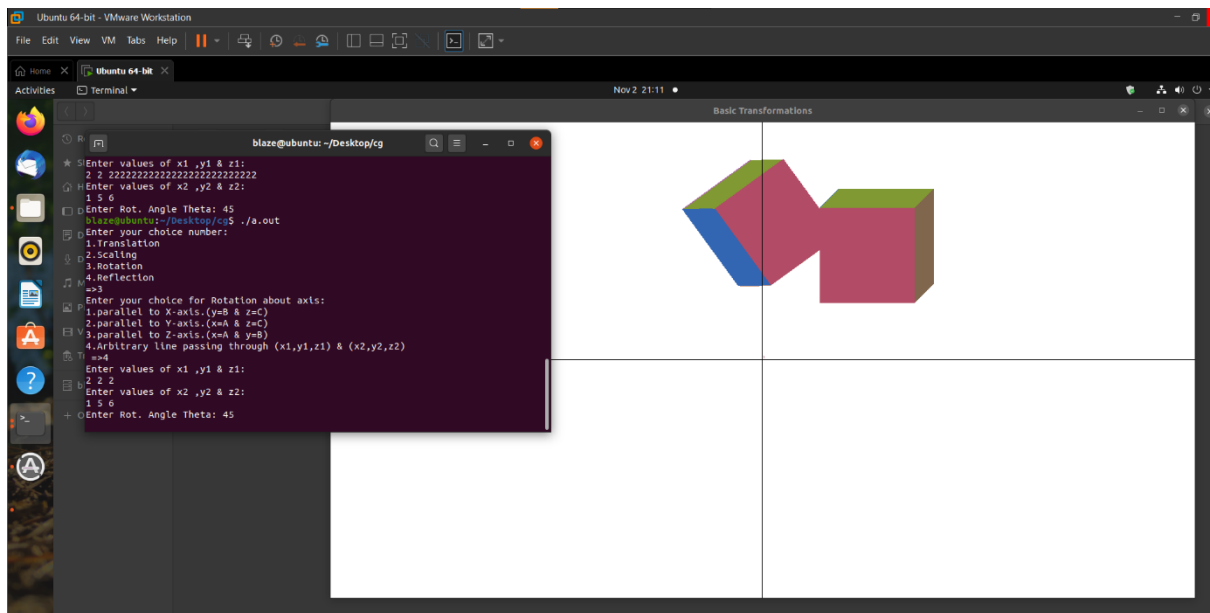 Ubuntu 64-bit - VMware Workstation
File Edit View VM Tabs Help
Home
Ubuntu 64-bit
Activities
Terminal
Nov 2 21:11
Basic Transformations
blaze@ubuntu: ~/Desktop/cg
Enter values of x1 ,y1 & z1:
2 2 2222222222222222222222222222
Enter values of x2 ,y2 & z2:
1 5 6
Enter Rot. Angle Theta: 45
blaze@ubuntu:~/Desktop/cg$ ./a.out
Enter your choice number:
1.Translation
2.Scaling
3.Rotation
4.Reflection
=>3
Enter your choice for Rotation about axis:
1.parallel to X-axis.(y=B & z=C)
2.parallel to Y-axis.(x=A & z=C)
3.parallel to Z-axis.(x=A & y=B)
4.Arbitrary line passing through (x1,y1,z1) & (x2,y2,z2)
=>4
Enter values of x1 ,y1 & z1:
2 2 2
Enter values of x2 ,y2 & z2:
1 5 6
Enter Rot. Angle Theta: 45